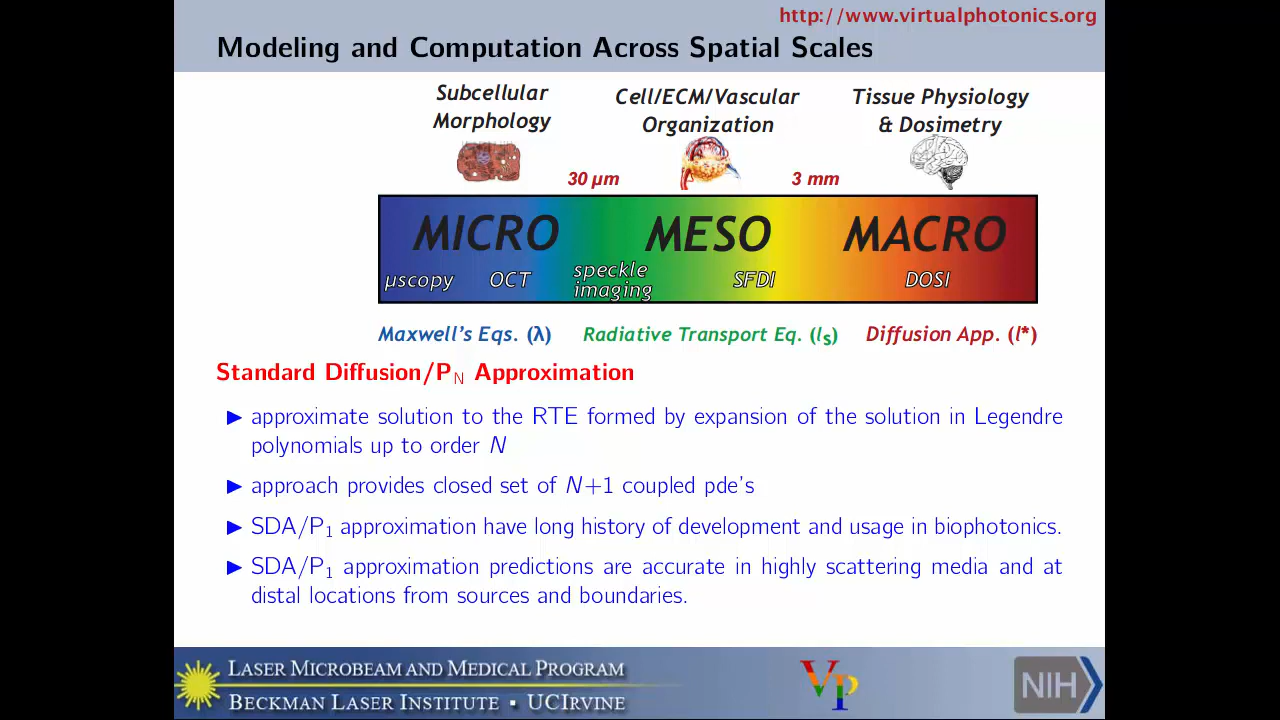 http://www.virtualphotonics.org
Modeling and Computation Across Spatial Scales
Subcellular
Morphology
Cell/ECM/Vascular
Organization
Tissue Physiology
& Dosimetry
30 µm
3 mm
MICRO
MESO
MACRO
µscopy
OCT
speckle
imaging
SFDI
DOSI
Maxwell's Eqs. (λ)
Radiative Transport Eq. (ls)
Diffusion App. (l*)
Standard Diffusion/PN Approximation
▶ approximate solution to the RTE formed by expansion of the solution in Legendre
polynomials up to order N
▶ approach provides closed set of N+1 coupled pde's
▶ SDA/P1 approximation have long history of development and usage in biophotonics.
▶ SDA/P1 approximation predictions are accurate in highly scattering media and at
distal locations from sources and boundaries.
LASER MICROBEAM AND MEDICAL PROGRAM
BECKMAN LASER INSTITUTE ▪ UCIRVINE
VP
NIH